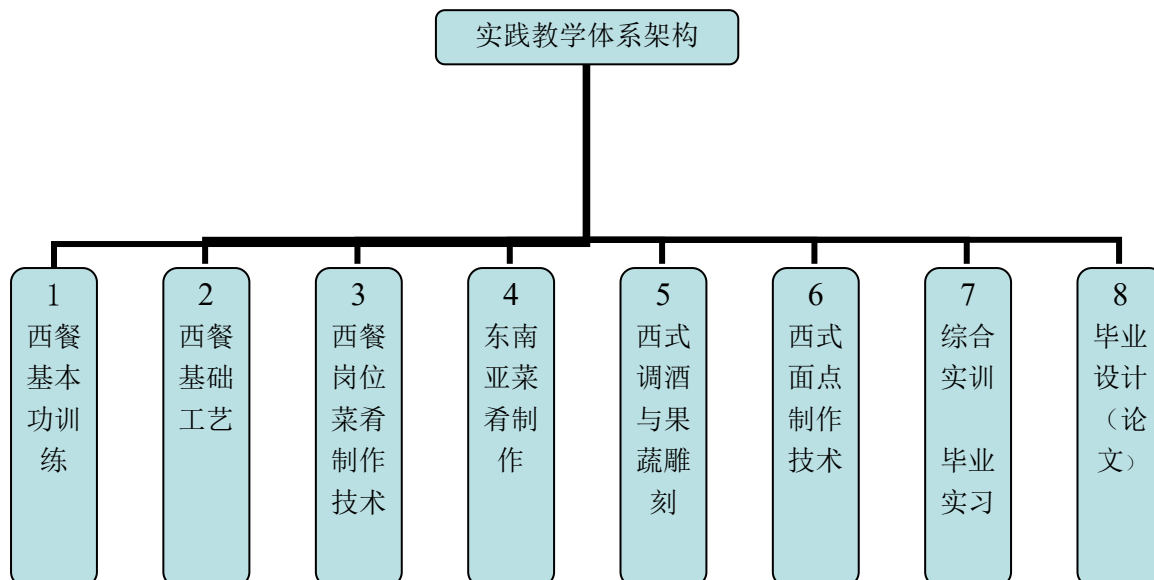 实践教学体系架构
1
西餐
基本
功训
练
2
西餐
基础
工艺
3
西餐
岗位
菜肴
制作
技术
4
东南
亚菜
肴制
作
5
西式
调酒
与果
蔬雕
刻
6
西式
面点
制作
技术
7
综合
实训
毕业
实习
8
毕业
设计
（论
文）